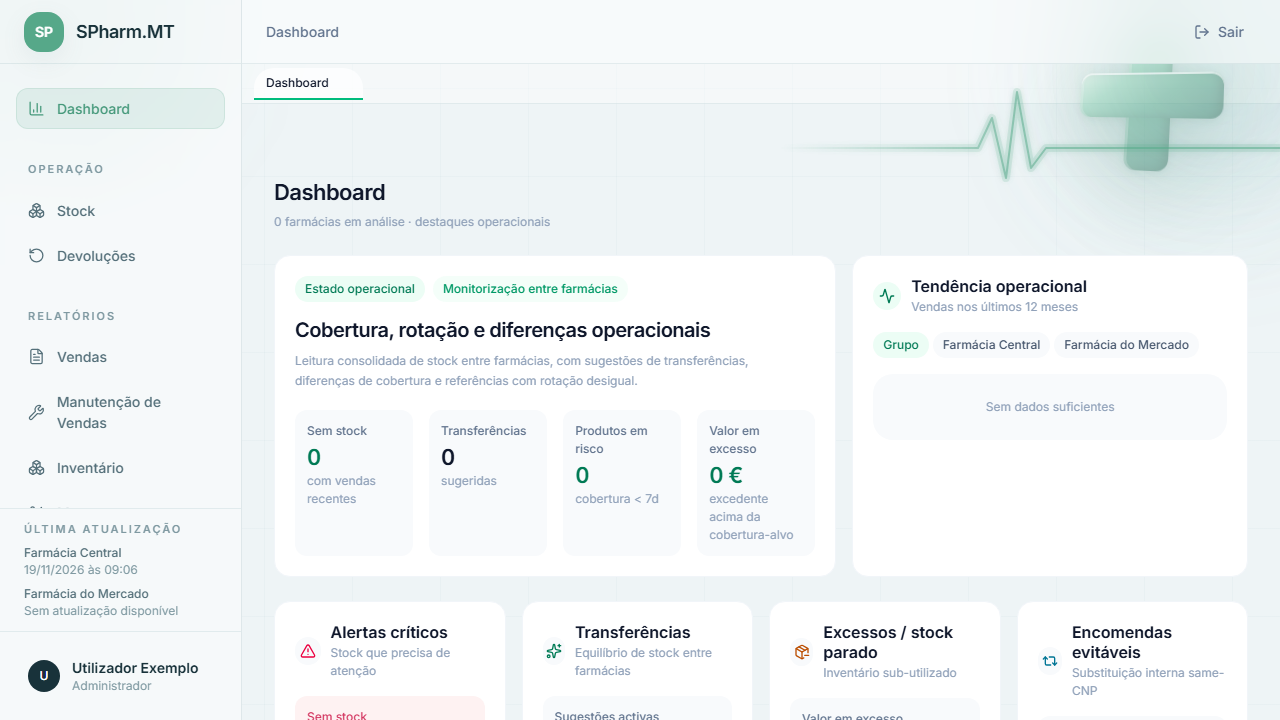 SP
SPharm.MT
Dashboard
OPERAÇÃO
Stock
Devoluções
RELATÓRIOS
Vendas
Manutenção de
Vendas
Inventário
ÚLTIMA ATUALIZAÇÃO
Farmácia Central
19/11/2026 às 09:06
Farmácia do Mercado
Sem atualização disponível
U
Utilizador Exemplo
Administrador
Dashboard
Sair
Dashboard
Dashboard
0 farmácias em análise · destaques operacionais
Estado operacional
Monitorização entre farmácias
Cobertura, rotação e diferenças operacionais
Leitura consolidada de stock entre farmácias, com sugestões de transferências,
diferenças de cobertura e referências com rotação desigual.
Sem stock
0
com vendas
recentes
Transferências
0
sugeridas
Produtos em
risco
0
cobertura < 7d
Valor em
excesso
0 €
excedente
acima da
cobertura-alvo
Tendência operacional
Vendas nos últimos 12 meses
Grupo
Farmácia Central
Farmácia do Mercado
Sem dados suficientes
Alertas críticos
Stock que precisa de
atenção
Sem stock
Transferências
Equilíbrio de stock entre
farmácias
Sugestões activas
Excessos / stock
parado
Inventário sub-utilizado
Valor em excesso
Encomendas
evitáveis
Substituição interna same-
CNP